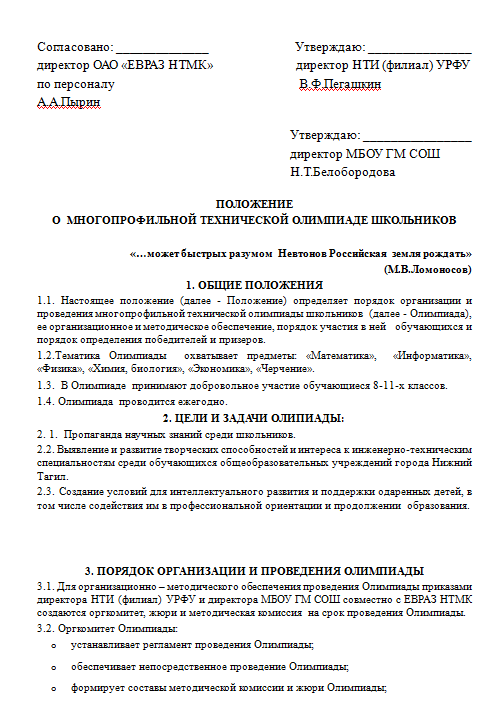 Согласовано: ______________ Утверждаю: ________________
директор ОАО «ЕВРАЗ НТМК» директор НТИ (филиал) УРФУ
по персоналу В.Ф.Пегашкин
А.А.Пырин
Утверждаю: ________________
директор МБОУ ГМ СОШ
Н.Т.Белобородова
ПОЛОЖЕНИЕ
О МНОГОПРОФИЛЬНОЙ ТЕХНИЧЕСКОЙ ОЛИМПИАДЕ ШКОЛЬНИКОВ
«…может быстрых разумом Невтонов Российская земля рождать»
(М.В.Ломоносов)
1. ОБЩИЕ ПОЛОЖЕНИЯ
1.1. Настоящее положение (далее - Положение) определяет порядок организации и
проведения многопрофильной технической олимпиады школьников (далее - Олимпиада),
ее организационное и методическое обеспечение, порядок участия в ней обучающихся и
порядок определения победителей и призеров.
1.2.Тематика Олимпиады охватывает предметы: «Математика», «Информатика»,
«Физика», «Химия, биология», «Экономика», «Черчение».
1.3. В Олимпиаде принимают добровольное участие обучающиеся 8-11-х классов.
1.4. Олимпиада проводится ежегодно.
2. ЦЕЛИ И ЗАДАЧИ ОЛИПИАДЫ:
2. 1. Пропаганда научных знаний среди школьников.
2.2. Выявление и развитие творческих способностей и интереса к инженерно-техническим
специальностям среди обучающихся общеобразовательных учреждений города Нижний
Тагил.
2.3. Создание условий для интеллектуального развития и поддержки одаренных детей, в
том числе содействия им в профессиональной ориентации и продолжении образования.
3. ПОРЯДОК ОРГАНИЗАЦИИ И ПРОВЕДЕНИЯ ОЛИМПИАДЫ
3.1. Для организационно – методического обеспечения проведения Олимпиады приказами
директора НТИ (филиал) УРФУ и директора МБОУ ГМ СОШ совместно с ЕВРАЗ НТМК
создаются оргкомитет, жюри и методическая комиссия на срок проведения Олимпиады.
3.2. Оргкомитет Олимпиады:
o устанавливает регламент проведения Олимпиады;
o обеспечивает непосредственное проведение Олимпиады;
o формирует составы методической комиссии и жюри Олимпиады;